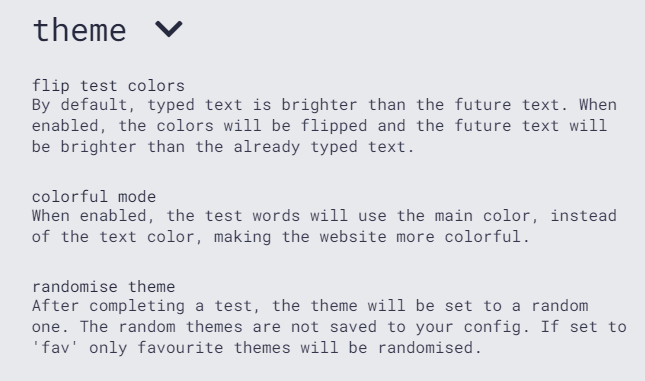 theme
flip test colors
By default, typed text is brighter than the future text. When
enabled, the colors will be flipped and the future text will
be brighter than the already typed text.
colorful mode
When enabled, the test words will use the main color, instead
of the text color, making the website more colorful.
randomise theme
After completing a test, the theme will be set to a random
one. The random themes are not saved to your config. If set to
'fav' only favourite themes will be randomised.